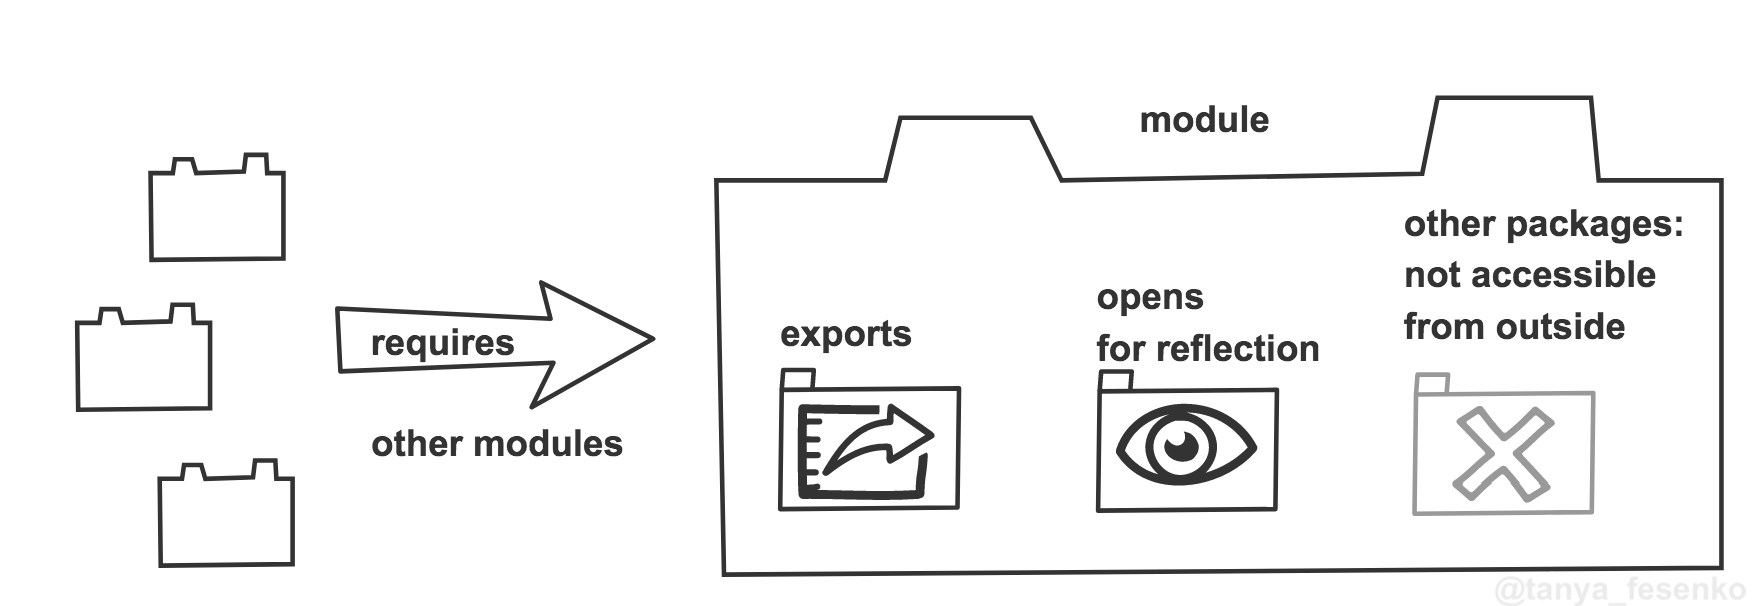 module
other packages:
not accessible
from outside
opens
for reflection
exports
requires
other modules
@tanya_fesenko